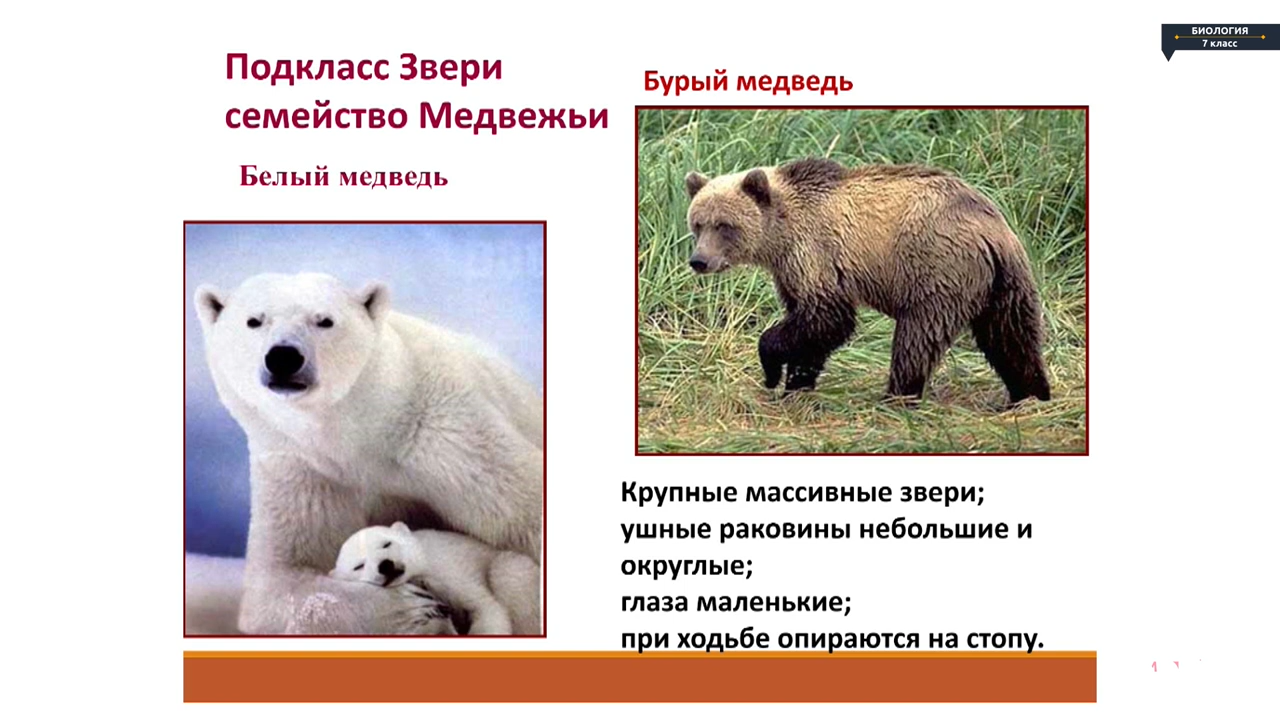 БИОЛОГИЯ
7 класс
Подкласс Звери
семейство Медвежьи
Белый медведь
Бурый медведь
Крупные массивные звери;
ушные раковины небольшие и
округлые;
глаза маленькие;
при ходьбе опираются на стопу.